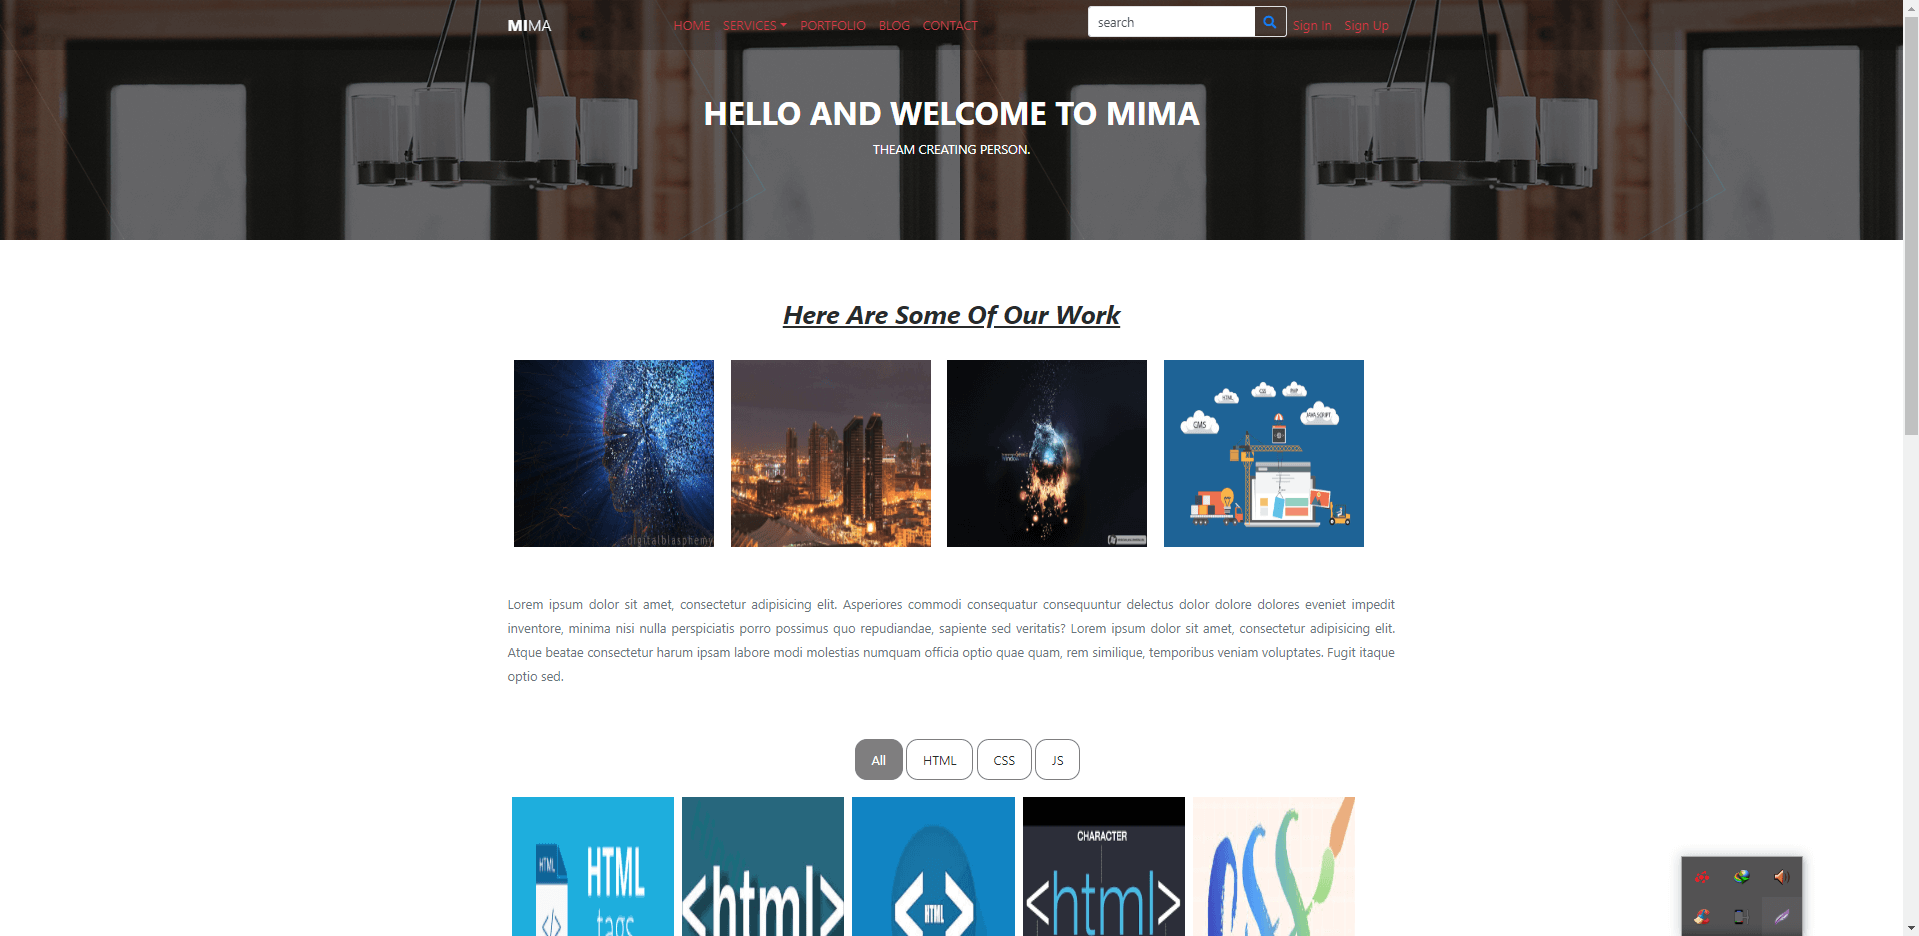 MIMA
HOME SERVICES PORTFOLIO BLOG CONTACT
search
Sign In Sign Up
HELLO AND WELCOME TO MIMA
THEAM CREATING PERSON.
Here Are Some Of Our Work
digitalblasphemy
HTML
CSS
PHP
CMS
JAVA SCRIPT
Lorem ipsum dolor sit amet, consectetur adipisicing elit. Asperiores commodi consequatur consequuntur delectus dolor dolore dolores eveniet impedit
inventore, minima nisi nulla perspiciatis porro possimus quo repudiandae, sapiente sed veritatis? Lorem ipsum dolor sit amet, consectetur adipisicing elit.
Atque beatae consectetur harum ipsam labore modi molestias numquam officia optio quae quam, rem similique, temporibus veniam voluptates. Fugit itaque
optio sed.
All HTML CSS JS
HTML
HTML
tags
</>
<html>
<>
HTML
CHARACTER
<html>